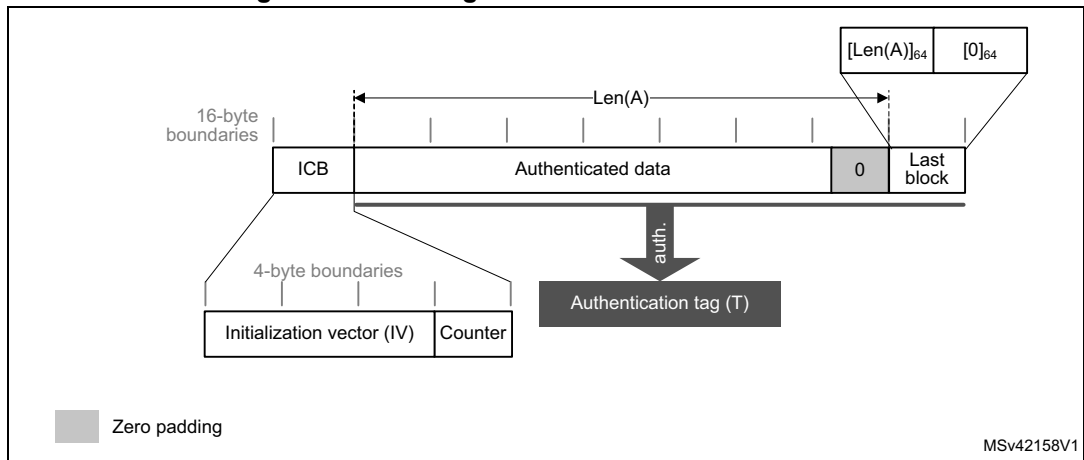 [Len(A)]64 [0]64
Len(A)
16-byte
boundaries
ICB Authenticated data 0 Last
block
auth.
4-byte boundaries
Authentication tag (T)
Initialization vector (IV) Counter
Zero padding
MSv42158V1